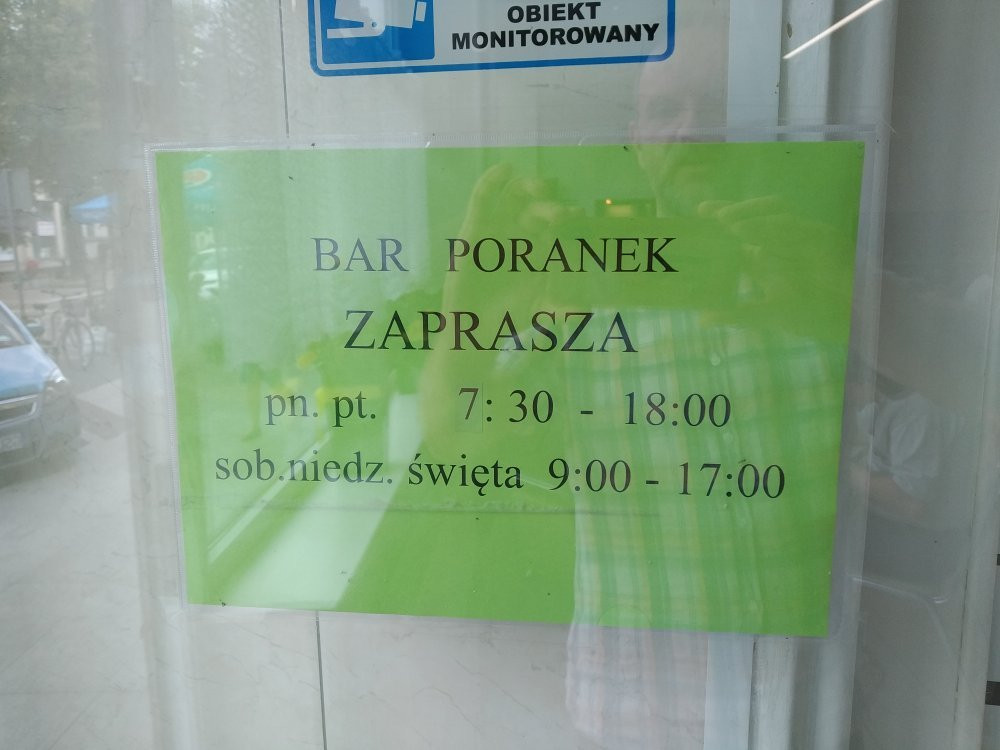 OBIEKT
MONITOROWANY
BAR PORANEK
ZAPRASZA
pn. pt. 7: 30 - 18:00
sob.niedz. święta 9:00 - 17:00